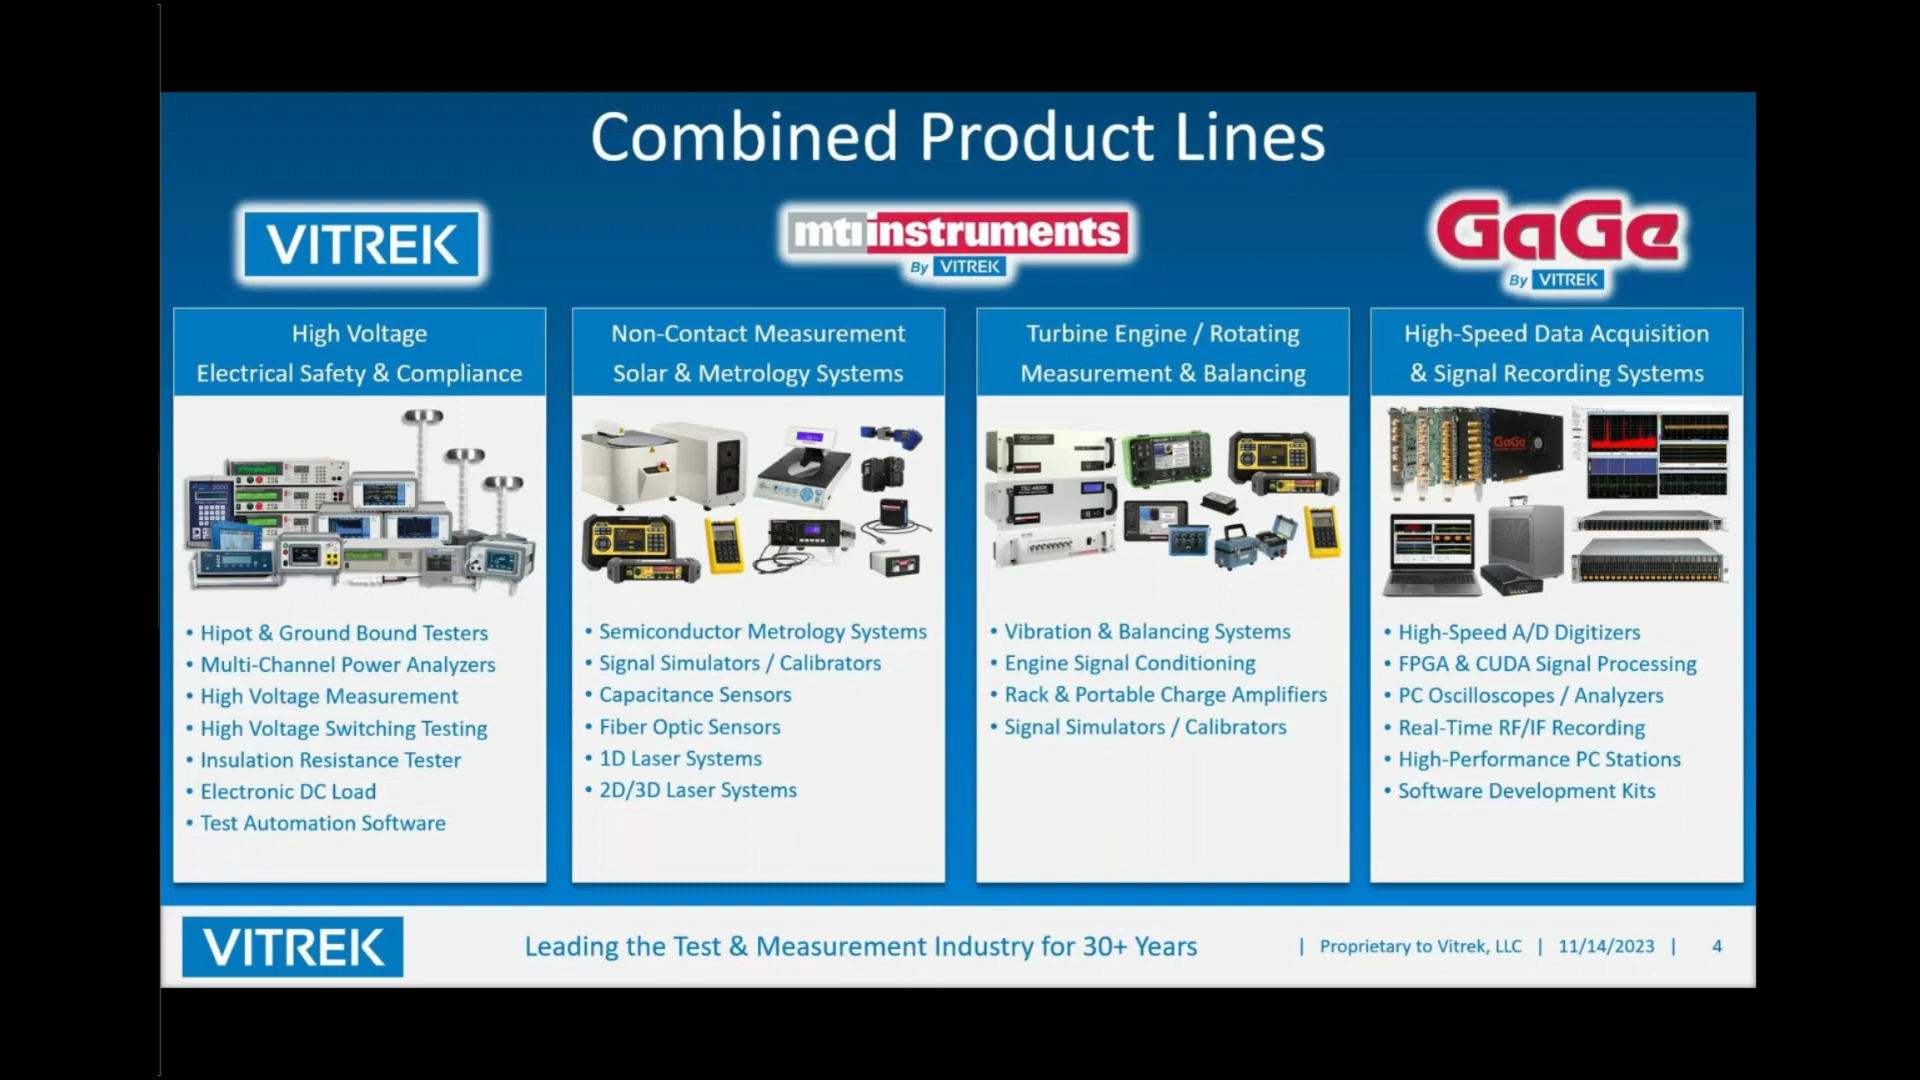 Combined Product Lines
VITREK
mtiinstruments
By VITREK
GaGe
By VITREK
High Voltage
Electrical Safety & Compliance
Non-Contact Measurement
Solar & Metrology Systems
Turbine Engine / Rotating
Measurement & Balancing
High-Speed Data Acquisition
& Signal Recording Systems
GaGe
• Hipot & Ground Bound Testers
• Multi-Channel Power Analyzers
• High Voltage Measurement
• High Voltage Switching Testing
• Insulation Resistance Tester
• Electronic DC Load
• Test Automation Software
• Semiconductor Metrology Systems
• Signal Simulators / Calibrators
• Capacitance Sensors
• Fiber Optic Sensors
• 1D Laser Systems
• 2D/3D Laser Systems
• Vibration & Balancing Systems
• Engine Signal Conditioning
• Rack & Portable Charge Amplifiers
• Signal Simulators / Calibrators
• High-Speed A/D Digitizers
• FPGA & CUDA Signal Processing
• PC Oscilloscopes / Analyzers
• Real-Time RF/IF Recording
• High-Performance PC Stations
• Software Development Kits
VITREK
Leading the Test & Measurement Industry for 30+ Years
| Proprietary to Vitrek, LLC | 11/14/2023 | 4